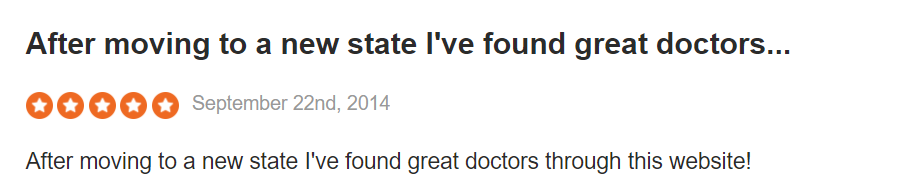 After moving to a new state I've found great doctors...
September 22nd, 2014
After moving to a new state I've found great doctors through this website!